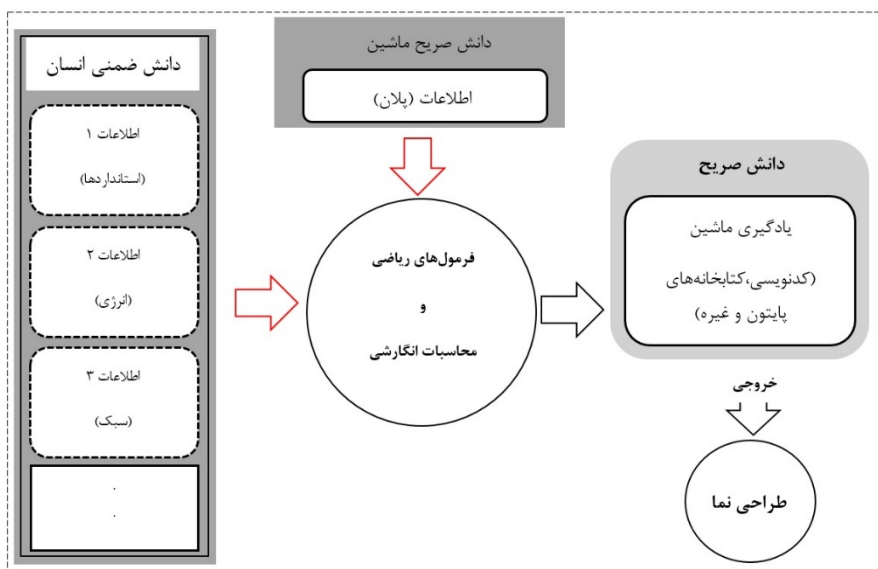 دانش ضمنی انسان
اطلاعات ۱
(استانداردها)
اطلاعات ۲
(انرژی)
اطلاعات ۳
(سبک)
.
.
دانش صریح ماشین
اطلاعات (پلان)
فرمول‌های ریاضی
و
محاسبات انگارشی
دانش صریح
یادگیری ماشین
(کدنویسی،کتابخانه‌های
پایتون و غیره)
خروجی
طراحی نما